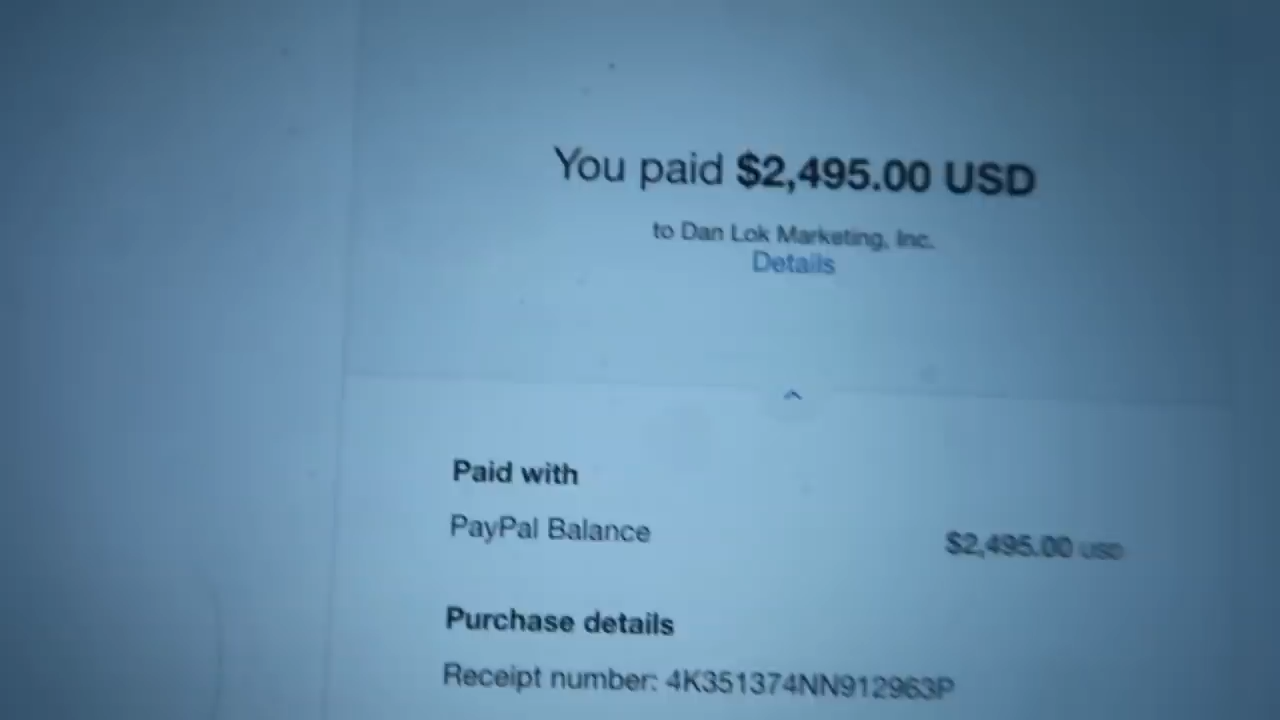 You paid $2,495.00 USD
to Dan Lok Marketing, Inc.
Details
Paid with
PayPal Balance $2,495.00 USD
Purchase details
Receipt number: 4K351374NN912963P